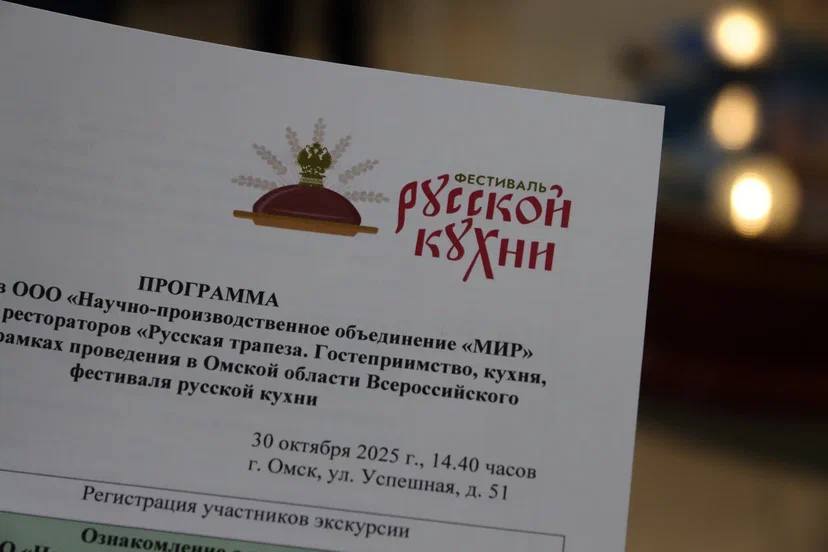 ФЕСТИВАЛЬ
РУССКОЙ
КУХНИ
ПРОГРАММА
в ООО «Научно-производственное объединение «МИР»
рестораторов «Русская трапеза. Гостеприимство, кухня,
рамках проведения в Омской области Всероссийского
фестиваля русской кухни
30 октября 2025 г., 14.40 часов
г. Омск, ул. Успешная, д. 51
Регистрация участников экскурсии
Ознакомление